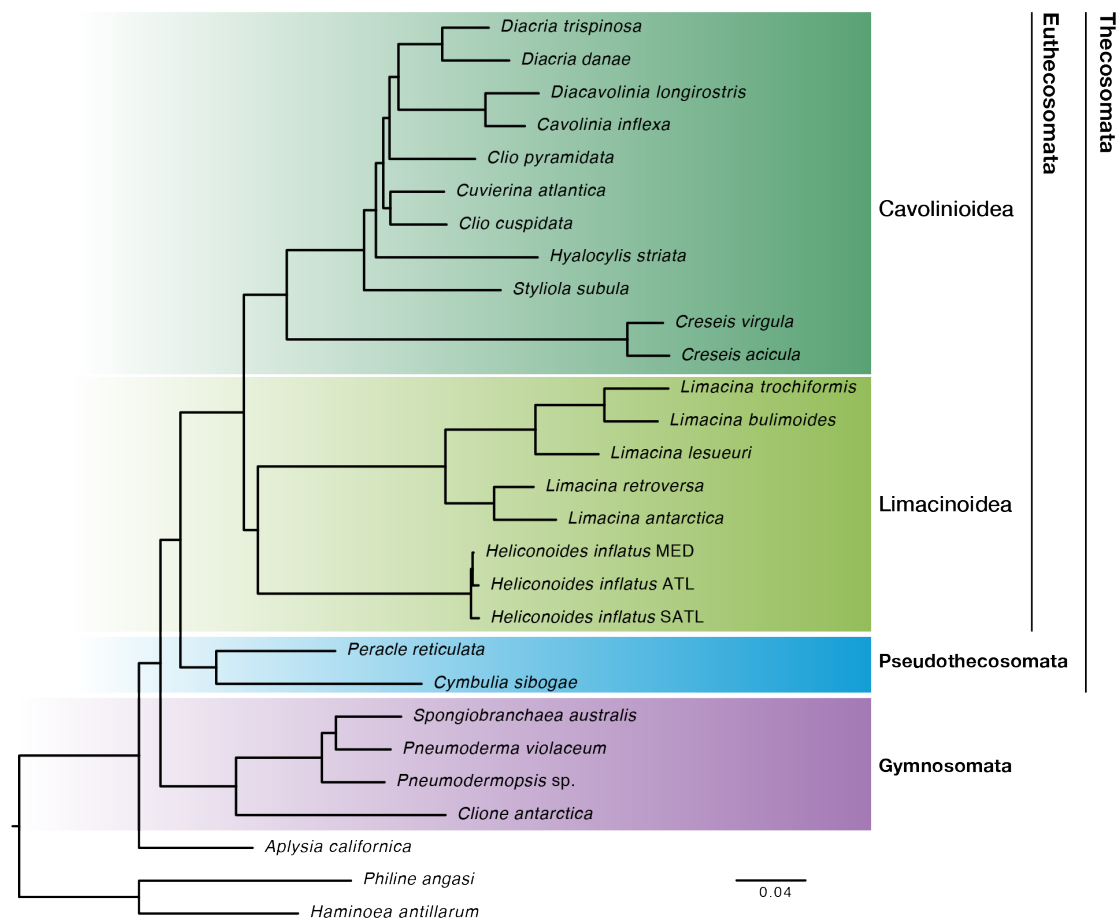 Diacria trispinosa
Diacria danae
Diacavolinia longirostris
Cavolinia inflexa
Clio pyramidata
Cuvierina atlantica
Clio cuspidata
Hyalocylis striata
Styliola subula
Creseis virgula
Creseis acicula
Cavolinioidea
Limacina trochiformis
Limacina bulimoides
Limacina lesueuri
Limacina retroversa
Limacina antarctica
Heliconoides inflatus MED
Heliconoides inflatus ATL
Heliconoides inflatus SATL
Limacinoidea
Euthecosomata
Peracle reticulata
Cymbulia sibogae
Pseudothecosomata
Thecosomata
Spongiobranchaea australis
Pneumoderma violaceum
Pneumodermopsis sp.
Clione antarctica
Gymnosomata
Aplysia californica
Philine angasi
Haminoea antillarum
0.04